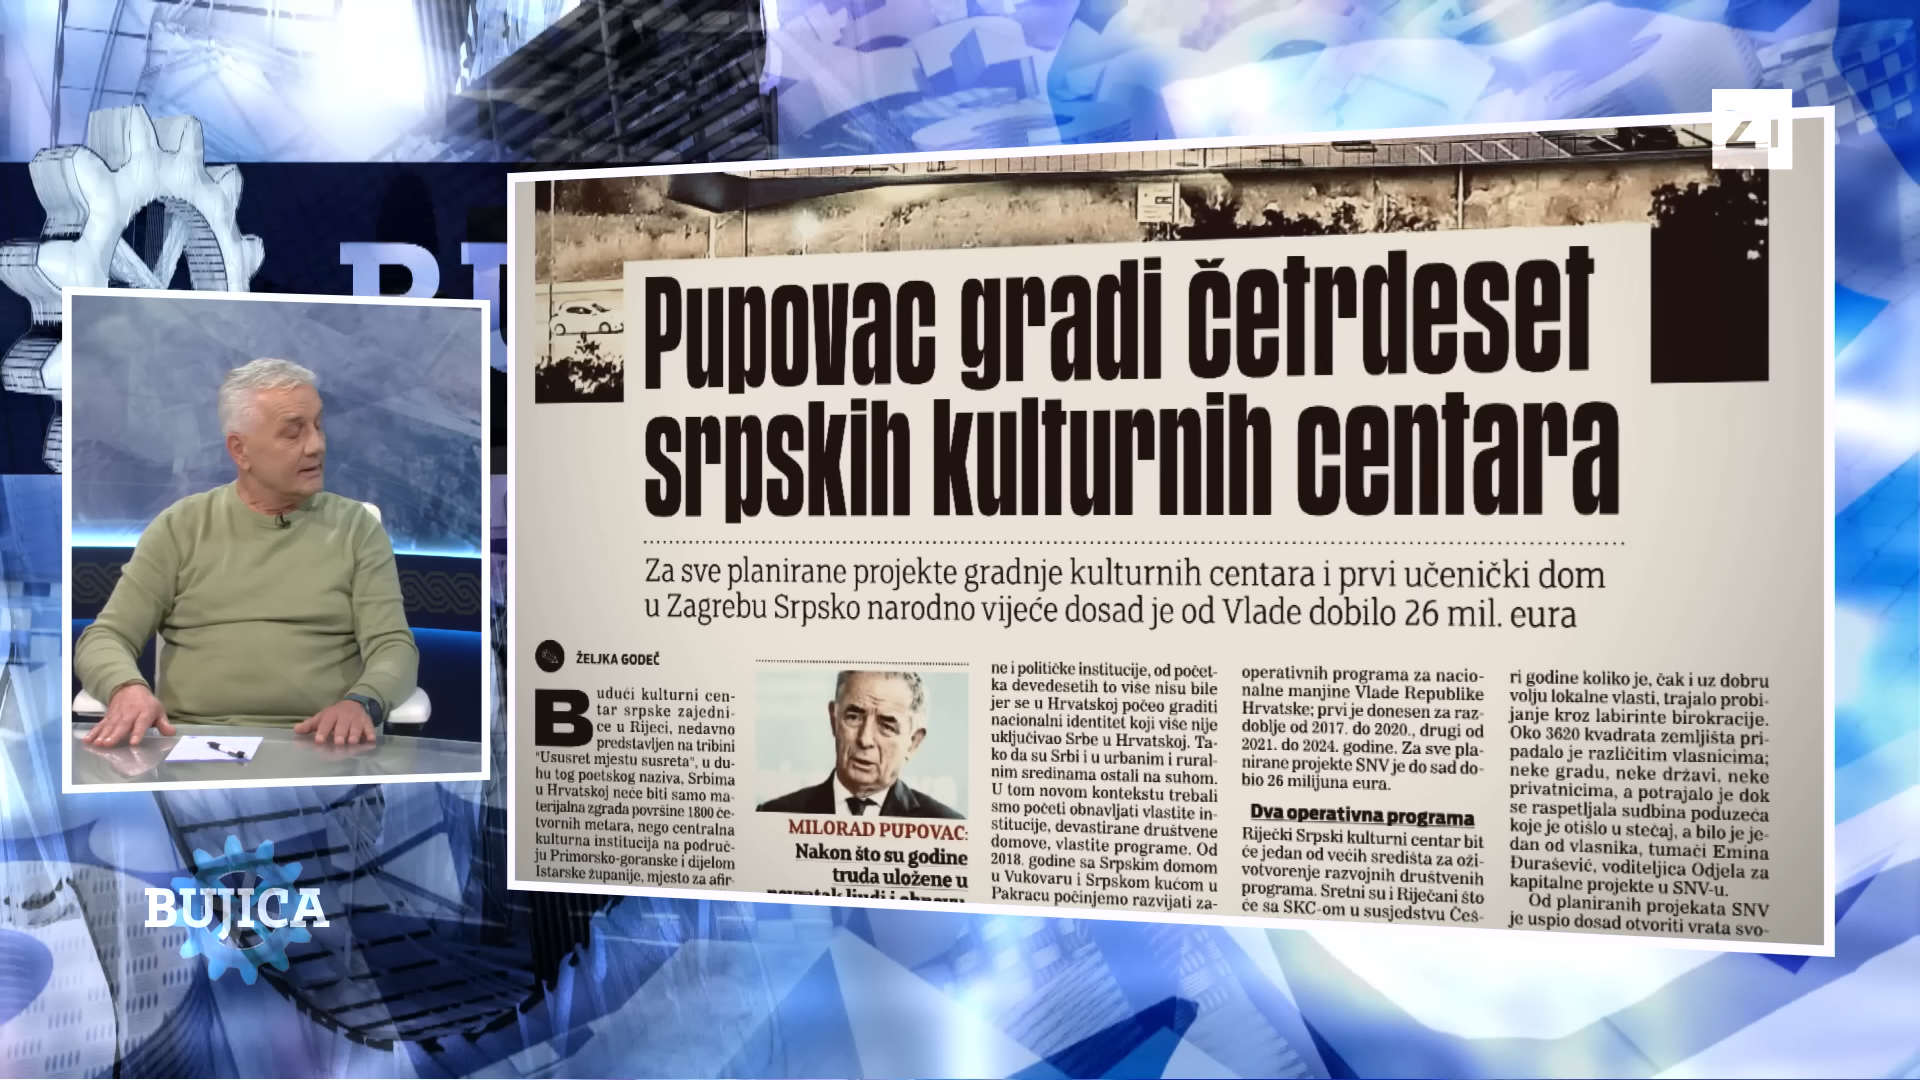 Z1
Pupovac gradi četrdeset
srpskih kulturnih centara
Za sve planirane projekte gradnje kulturnih centara i prvi učenički dom
u Zagrebu Srpsko narodno vijeće dosad je od Vlade dobilo 26 mil. eura
ŽELJKA GODEČ
Budući kulturni cen-
tar srpske zajedni-
ce u Rijeci, nedavno
predstavljen na tribini
"Ususret mjestu susreta", u du-
hu tog poetskog naziva, Srbima
u Hrvatskoj neće biti samo ma-
terijalna zgrada površine 1800 če-
tvornih metara, nego centralna
kulturna institucija na područ-
ju Primorsko-goranske i dijelom
Istarske županije, mjesto za afir-
MILORAD PUPOVAC:
Nakon što su godine
truda uložene u
povratak ljudi i obnovu
ne i političke institucije, od počet-
ka devedesetih to više nisu bile
jer se u Hrvatskoj počeo graditi
nacionalni identitet koji više nije
uključivao Srbe u Hrvatskoj. Ta-
ko da su Srbi i u urbanim i rural-
nim sredinama ostali na suhom.
U tom novom kontekstu trebali
smo početi obnavljati vlastite in-
stitucije, devastirane društvene
domove, vlastite programe. Od
2018. godine sa Srpskim domom
u Vukovaru i Srpskom kućom u
Pakracu počinjemo razvijati za-
operativnih programa za nacio-
nalne manjine Vlade Republike
Hrvatske; prvi je donesen za raz-
doblje od 2017. do 2020., drugi od
2021. do 2024. godine. Za sve pla-
nirane projekte SNV je do sad do-
bio 26 milijuna eura.
Dva operativna programa
Riječki Srpski kulturni centar bit
će jedan od većih središta za oži-
votvorenje razvojnih društvenih
programa. Sretni su i Riječani što
će sa SKC-om u susjedstvu Češ-
ri godine koliko je, čak i uz dobru
volju lokalne vlasti, trajalo probi-
janje kroz labirinte birokracije.
Oko 3620 kvadrata zemljišta pri-
padalo je različitim vlasnicima;
neke gradu, neke državi, neke
privatnicima, a potrajalo je dok
se raspetljala sudbina poduzeća
koje je otišlo u stečaj, a bilo je je-
dan od vlasnika, tumači Emina
Đurašević, voditeljica Odjela za
kapitalne projekte u SNV-u.
Od planiranih projekata SNV
je uspio dosad otvoriti vrata svo-
BUJICA